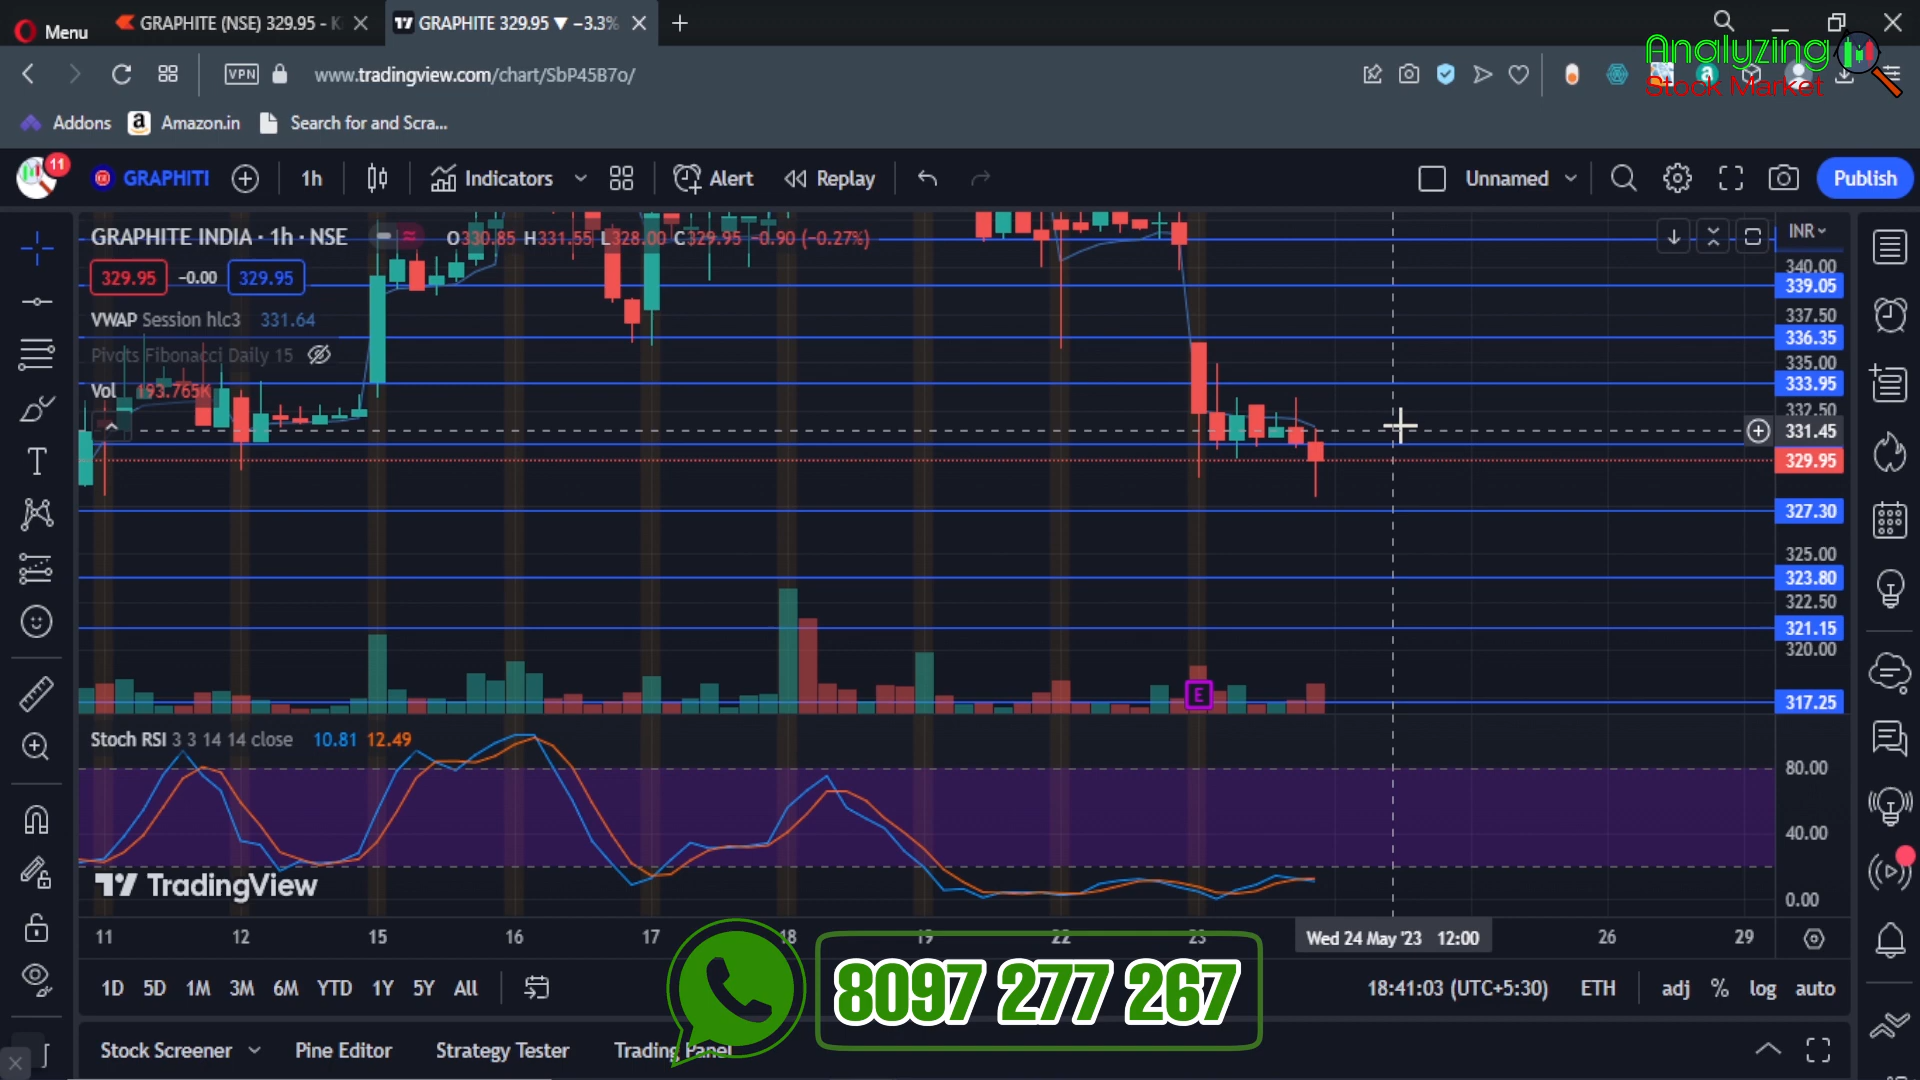 Menu
GRAPHITE (NSE) 329.95 - K
GRAPHITE 329.95 ▼ −3.3%
Analyzing
Stock Market
VPN
www.tradingview.com/chart/SbP45B7o/
Addons
Amazon.in
Search for and Scra...
11
GRAPHITI
1h
Indicators
Alert
Replay
Unnamed
Publish
GRAPHITE INDIA · 1h · NSE
O330.85 H331.55 L328.00 C329.95 −0.90 (−0.27%)
INR
329.95 −0.00 329.95
VWAP Session hlc3 331.64
Pivots Fibonacci Daily 15
Vol 193.765K
340.00
339.05
337.50
336.35
335.00
333.95
332.50
331.45
329.95
327.30
325.00
323.80
322.50
321.15
320.00
317.25
E
Stoch RSI 3 3 14 14 close 10.81 12.49
80.00
40.00
0.00
TradingView
11 12 15 16 17 18 19 22 23 Wed 24 May '23 12:00 26 29
1D 5D 1M 3M 6M YTD 1Y 5Y All
8097 277 267
18:41:03 (UTC+5:30) ETH adj % log auto
Stock Screener Pine Editor Strategy Tester Trading Panel